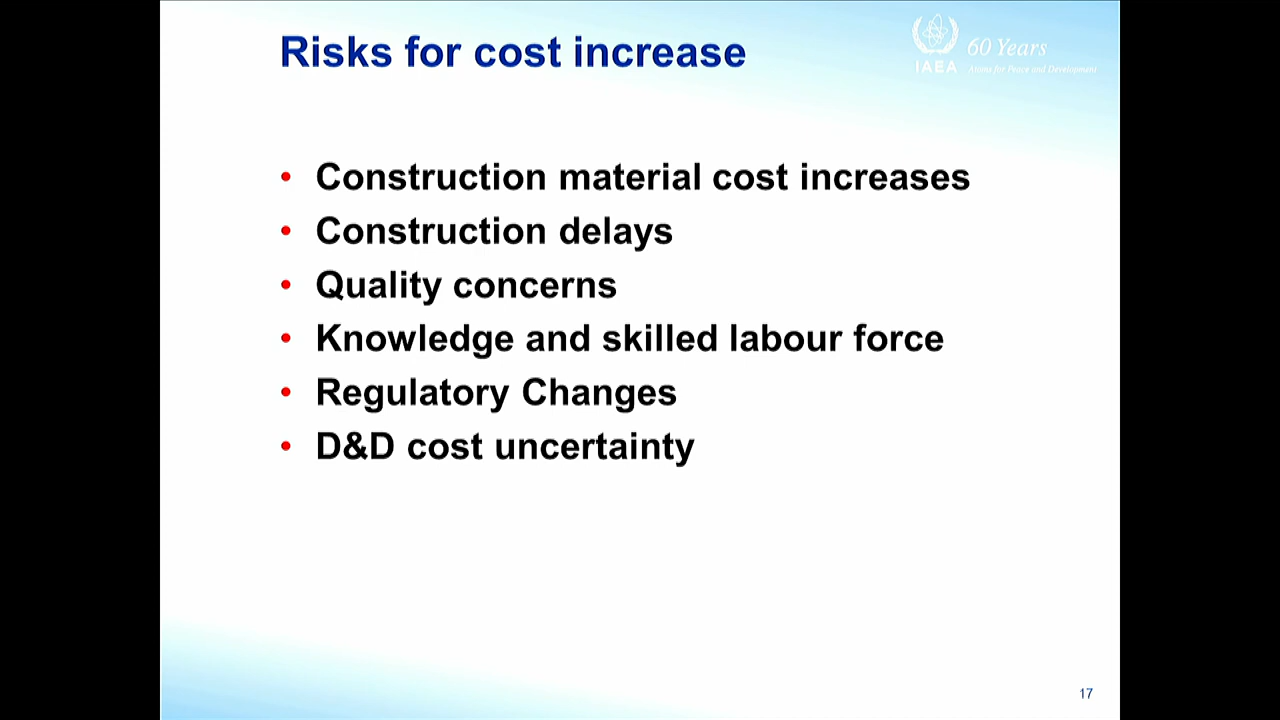 Risks for cost increase
IAEA
60 Years
Atoms for Peace and Development
• Construction material cost increases
• Construction delays
• Quality concerns
• Knowledge and skilled labour force
• Regulatory Changes
• D&D cost uncertainty
17